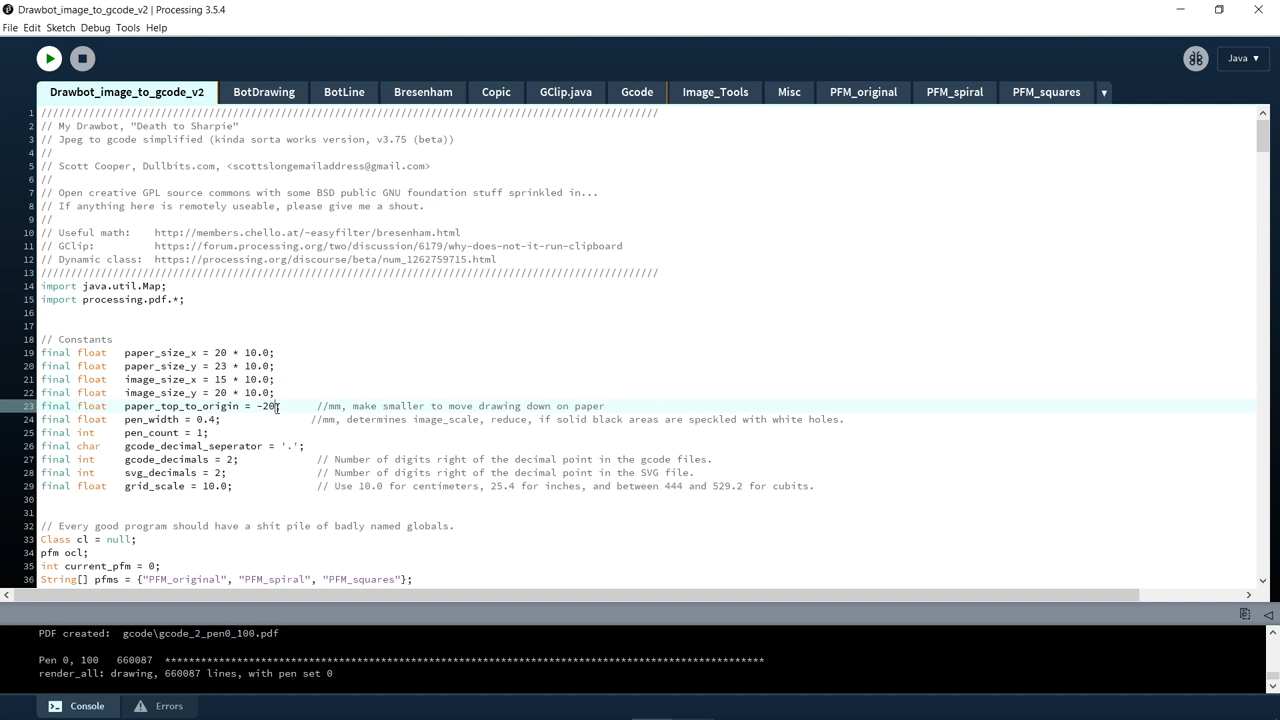 Drawbot_image_to_gcode_v2 | Processing 3.5.4
File Edit Sketch Debug Tools Help
Java ▼
Drawbot_image_to_gcode_v2 BotDrawing BotLine Bresenham Copic GClip.java Gcode Image_Tools Misc PFM_original PFM_spiral PFM_squares ▼
1 ///////////////////////////////////////////////////////////////////////////////////////////////////////
2 // My Drawbot, "Death to Sharpie"
3 // Jpeg to gcode simplified (kinda sorta works version, v3.75 (beta))
4 //
5 // Scott Cooper, Dullbits.com, <scottslongemailaddress@gmail.com>
6 //
7 // Open creative GPL source commons with some BSD public GNU foundation stuff sprinkled in...
8 // If anything here is remotely useable, please give me a shout.
9 //
10 // Useful math:    http://members.chello.at/~easyfilter/bresenham.html
11 // GClip:          https://forum.processing.org/two/discussion/6179/why-does-not-it-run-clipboard
12 // Dynamic class:  https://processing.org/discourse/beta/num_1262759715.html
13 ///////////////////////////////////////////////////////////////////////////////////////////////////////
14 import java.util.Map;
15 import processing.pdf.*;
16
17
18 // Constants
19 final float   paper_size_x = 20 * 10.0;
20 final float   paper_size_y = 23 * 10.0;
21 final float   image_size_x = 15 * 10.0;
22 final float   image_size_y = 20 * 10.0;
23 final float   paper_top_to_origin = -20      //mm, make smaller to move drawing down on paper
24 final float   pen_width = 0.4;               //mm, determines image_scale, reduce, if solid black areas are speckled with white holes.
25 final int     pen_count = 1;
26 final char    gcode_decimal_seperator = '.';
27 final int     gcode_decimals = 2;             // Number of digits right of the decimal point in the gcode files.
28 final int     svg_decimals = 2;               // Number of digits right of the decimal point in the SVG file.
29 final float   grid_scale = 10.0;              // Use 10.0 for centimeters, 25.4 for inches, and between 444 and 529.2 for cubits.
30
31
32 // Every good program should have a shit pile of badly named globals.
33 Class cl = null;
34 pfm ocl;
35 int current_pfm = 0;
36 String[] pfms = {"PFM_original", "PFM_spiral", "PFM_squares"};
PDF created:  gcode\gcode_2_pen0_100.pdf
Pen 0, 100   660087  ****************************************************************************************************
render_all: drawing, 660087 lines, with pen set 0
Console Errors